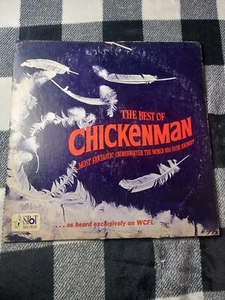 THE BEST OF
CHICKENMAN
MOST FANTASTIC CRIMEFIGHTER THE WORLD HAS EVER KNOWN!
. . . as heard exclusively on WCFL